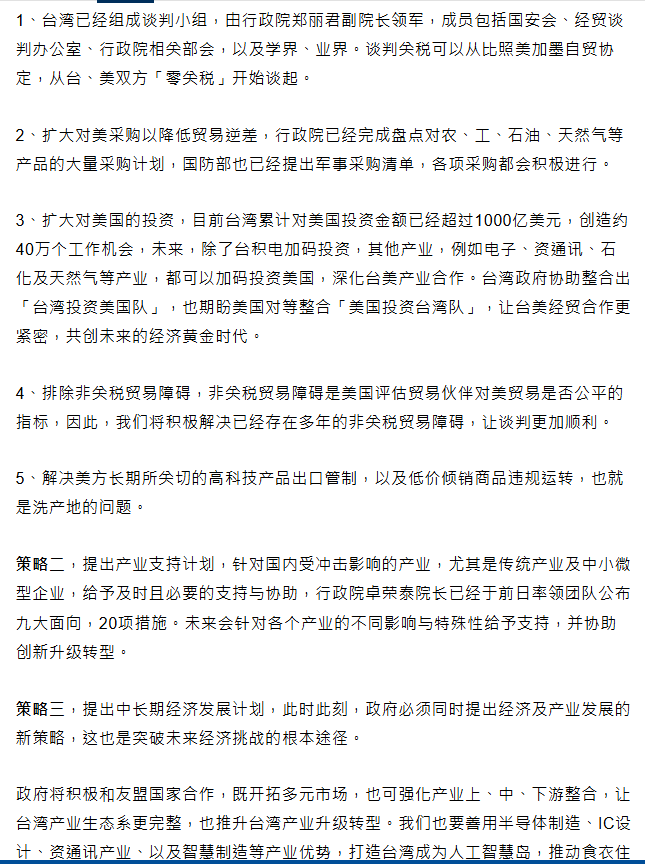 1、台湾已经组成谈判小组，由行政院郑丽君副院长领军，成员包括国安会、经贸谈
判办公室、行政院相关部会，以及学界、业界。谈判关税可以从比照美加墨自贸协
定，从台、美双方「零关税」开始谈起。
2、扩大对美采购以降低贸易逆差，行政院已经完成盘点对农、工、石油、天然气等
产品的大量采购计划，国防部也已经提出军事采购清单，各项采购都会积极进行。
3、扩大对美国的投资，目前台湾累计对美国投资金额已经超过1000亿美元，创造约
40万个工作机会，未来，除了台积电加码投资，其他产业，例如电子、资通讯、石
化及天然气等产业，都可以加码投资美国，深化台美产业合作。台湾政府协助整合出
「台湾投资美国队」，也期盼美国对等整合「美国投资台湾队」，让台美经贸合作更
紧密，共创未来的经济黄金时代。
4、排除非关税贸易障碍，非关税贸易障碍是美国评估贸易伙伴对美贸易是否公平的
指标，因此，我们将积极解决已经存在多年的非关税贸易障碍，让谈判更加顺利。
5、解决美方长期所关切的高科技产品出口管制，以及低价倾销商品违规运转，也就
是洗产地的问题。
策略二，提出产业支持计划，针对国内受冲击影响的产业，尤其是传统产业及中小微
型企业，给予及时且必要的支持与协助，行政院卓荣泰院长已经于前日率领团队公布
九大面向，20项措施。未来会针对各个产业的不同影响与特殊性给予支持，并协助
创新升级转型。
策略三，提出中长期经济发展计划，此时此刻，政府必须同时提出经济及产业发展的
新策略，这也是突破未来经济挑战的根本途径。
政府将积极和友盟国家合作，既开拓多元市场，也可强化产业上、中、下游整合，让
台湾产业生态系更完整，也推升台湾产业升级转型。我们也要善用半导体制造、IC设
计、资通讯产业、以及智慧制造等产业优势，打造台湾成为人工智慧岛，推动食衣住